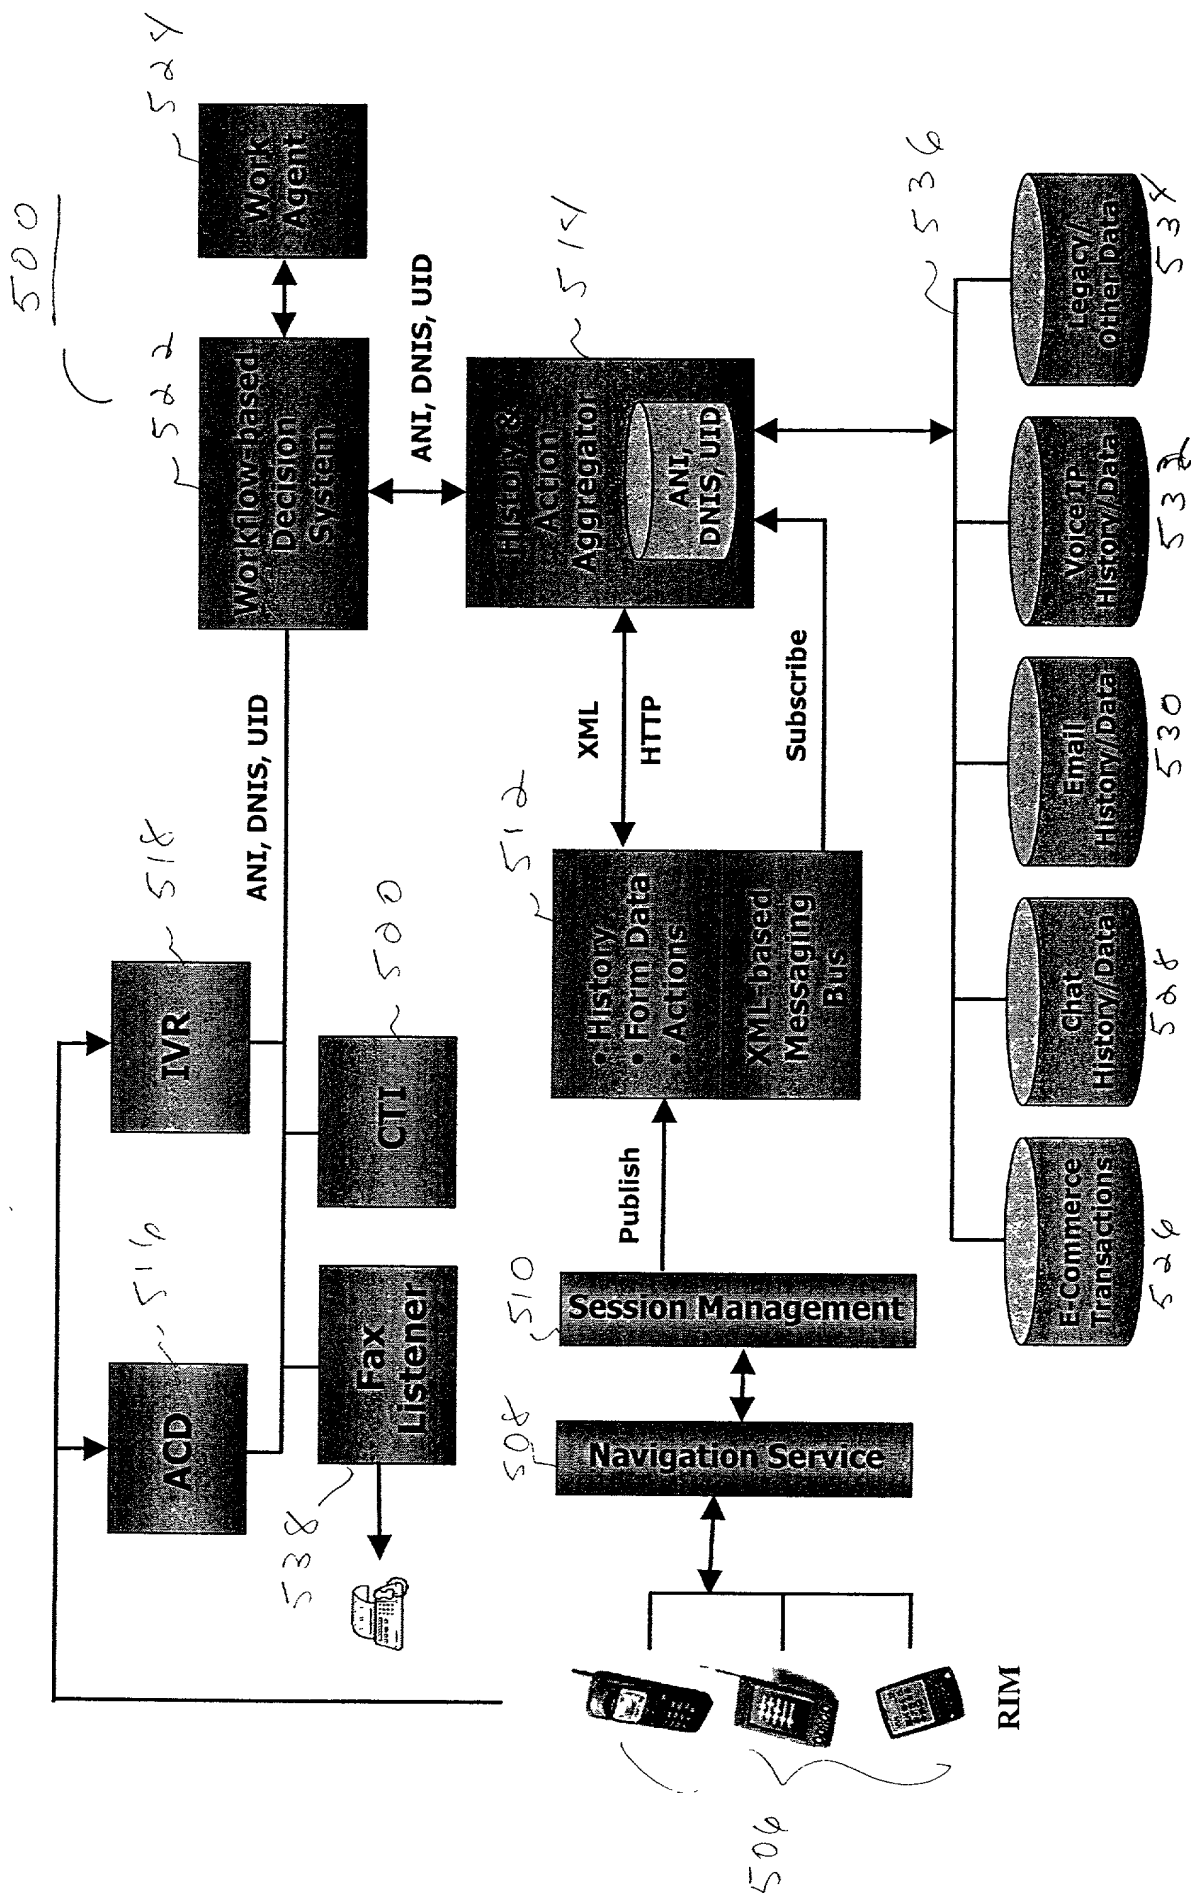 500
ACD
516
IVR
518
Workflow-based
Decision
System
522
Work
Agent
524
ANI, DNIS, UID
538
Fax
Listener
CTI
500
ANI, DNIS, UID
508
Navigation Service
510
Session Management
Publish
512
• History
• Form Data
• Actions
XML-based
Messaging
Bus
XML
HTTP
Subscribe
History &
Action
Aggregator
ANI,
DNIS, UID
514
506
RIM
536
E-Commerce
Transactions
526
Chat
History/Data
528
Email
History/Data
530
Voice IP
History/Data
532
Legacy/
Other Data
534